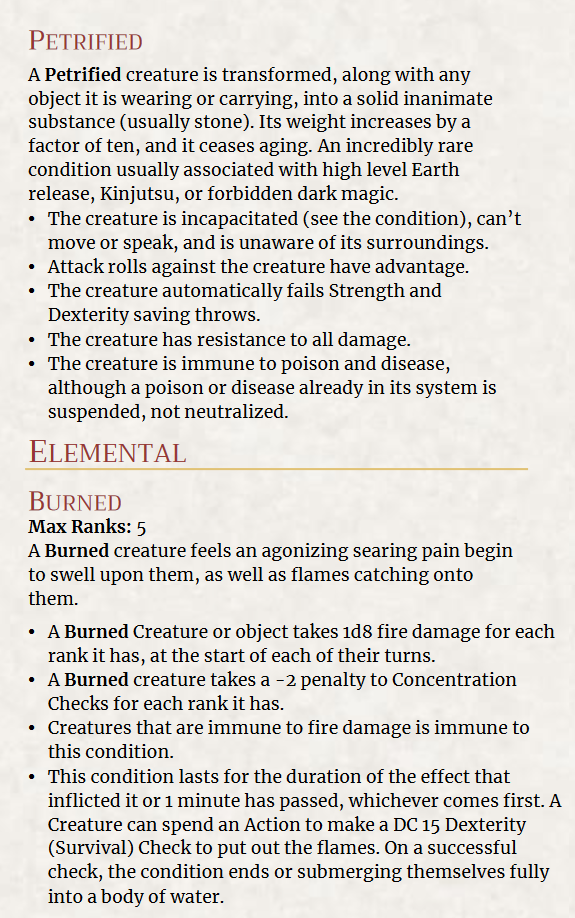 PETRIFIED
A Petrified creature is transformed, along with any
object it is wearing or carrying, into a solid inanimate
substance (usually stone). Its weight increases by a
factor of ten, and it ceases aging. An incredibly rare
condition usually associated with high level Earth
release, Kinjutsu, or forbidden dark magic.
• The creature is incapacitated (see the condition), can’t
move or speak, and is unaware of its surroundings.
• Attack rolls against the creature have advantage.
• The creature automatically fails Strength and
Dexterity saving throws.
• The creature has resistance to all damage.
• The creature is immune to poison and disease,
although a poison or disease already in its system is
suspended, not neutralized.
ELEMENTAL
BURNED
Max Ranks: 5
A Burned creature feels an agonizing searing pain begin
to swell upon them, as well as flames catching onto
them.
• A Burned Creature or object takes 1d8 fire damage for each
rank it has, at the start of each of their turns.
• A Burned creature takes a -2 penalty to Concentration
Checks for each rank it has.
• Creatures that are immune to fire damage is immune to
this condition.
• This condition lasts for the duration of the effect that
inflicted it or 1 minute has passed, whichever comes first. A
Creature can spend an Action to make a DC 15 Dexterity
(Survival) Check to put out the flames. On a successful
check, the condition ends or submerging themselves fully
into a body of water.